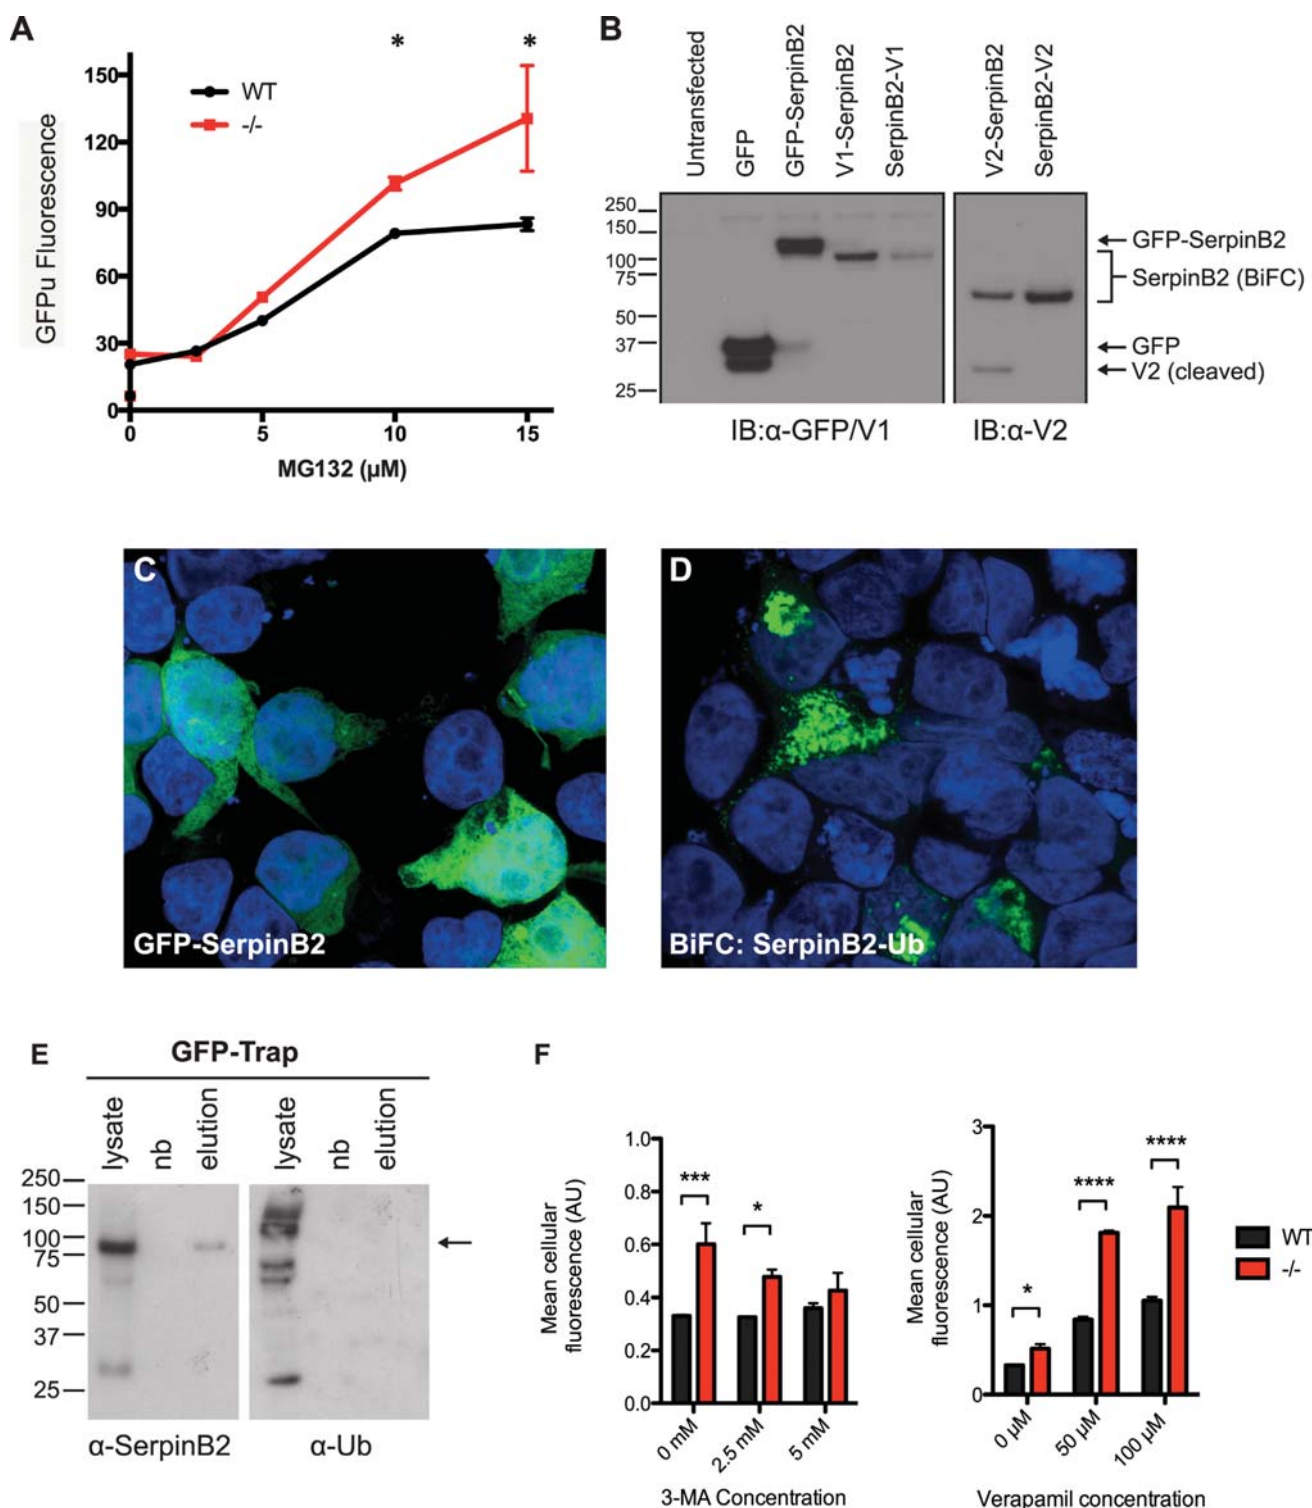 A
*
*
150
120
90
60
30
0
GFPu Fluorescence
WT
-/-
0
5
10
15
MG132 (µM)
B
Untransfected
GFP
GFP-SerpinB2
V1-SerpinB2
SerpinB2-V1
V2-SerpinB2
SerpinB2-V2
250
150
100
75
50
37
25
GFP-SerpinB2
SerpinB2 (BiFC)
GFP
V2 (cleaved)
IB:α-GFP/V1
IB:α-V2
C
GFP-SerpinB2
D
BiFC: SerpinB2-Ub
E
GFP-Trap
lysate
nb
elution
lysate
nb
elution
250
150
100
75
50
37
25
α-SerpinB2
α-Ub
F
Mean cellular
fluorescence (AU)
1.0
0.8
0.6
0.4
0.2
0.0
***
*
0 mM
2.5 mM
5 mM
3-MA Concentration
Mean cellular
fluorescence (AU)
3
2
1
0
*
****
****
0 µM
50 µM
100 µM
Verapamil concentration
WT
-/-